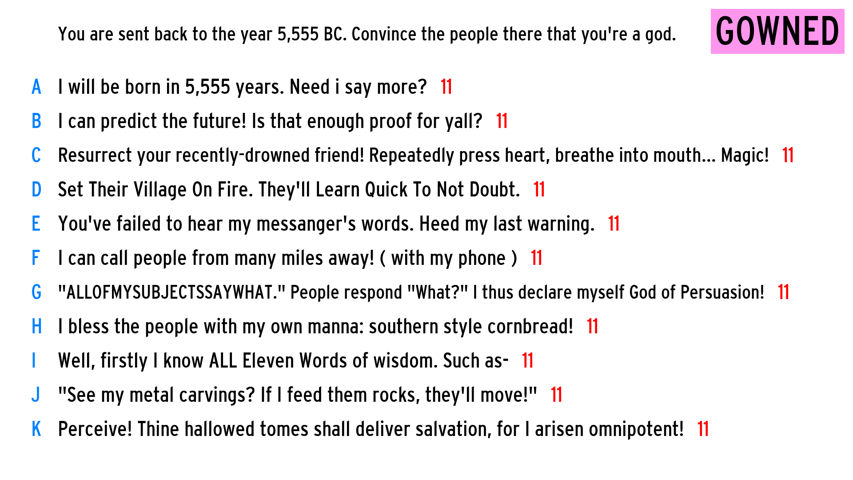 You are sent back to the year 5,555 BC. Convince the people there that you're a god. GOWNED
A I will be born in 5,555 years. Need i say more? 11
B I can predict the future! Is that enough proof for yall? 11
C Resurrect your recently-drowned friend! Repeatedly press heart, breathe into mouth... Magic! 11
D Set Their Village On Fire. They'll Learn Quick To Not Doubt. 11
E You've failed to hear my messanger's words. Heed my last warning. 11
F I can call people from many miles away! ( with my phone ) 11
G "ALLOFMYSUBJECTSSAYWHAT." People respond "What?" I thus declare myself God of Persuasion! 11
H I bless the people with my own manna: southern style cornbread! 11
I Well, firstly I know ALL Eleven Words of wisdom. Such as- 11
J "See my metal carvings? If I feed them rocks, they'll move!" 11
K Perceive! Thine hallowed tomes shall deliver salvation, for I arisen omnipotent! 11